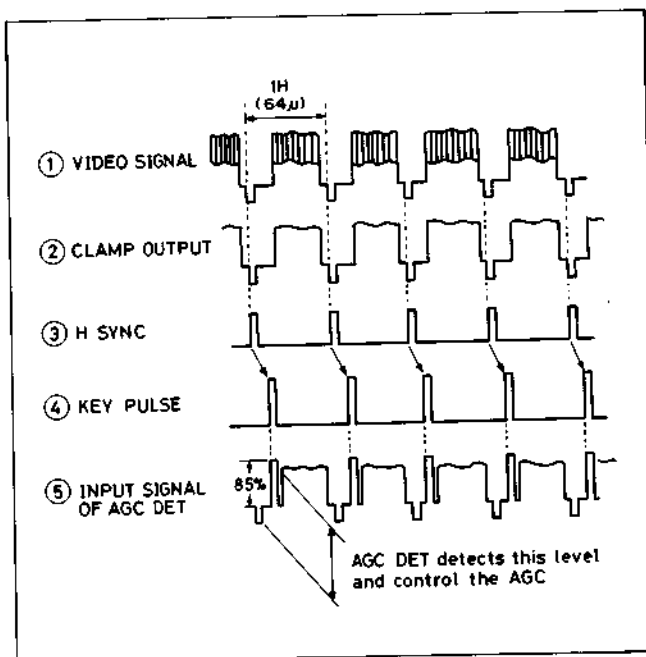 1H
(64μ)
① VIDEO SIGNAL
② CLAMP OUTPUT
③ H SYNC
④ KEY PULSE
⑤ INPUT SIGNAL
OF AGC DET
85%
AGC DET detects this level
and control the AGC